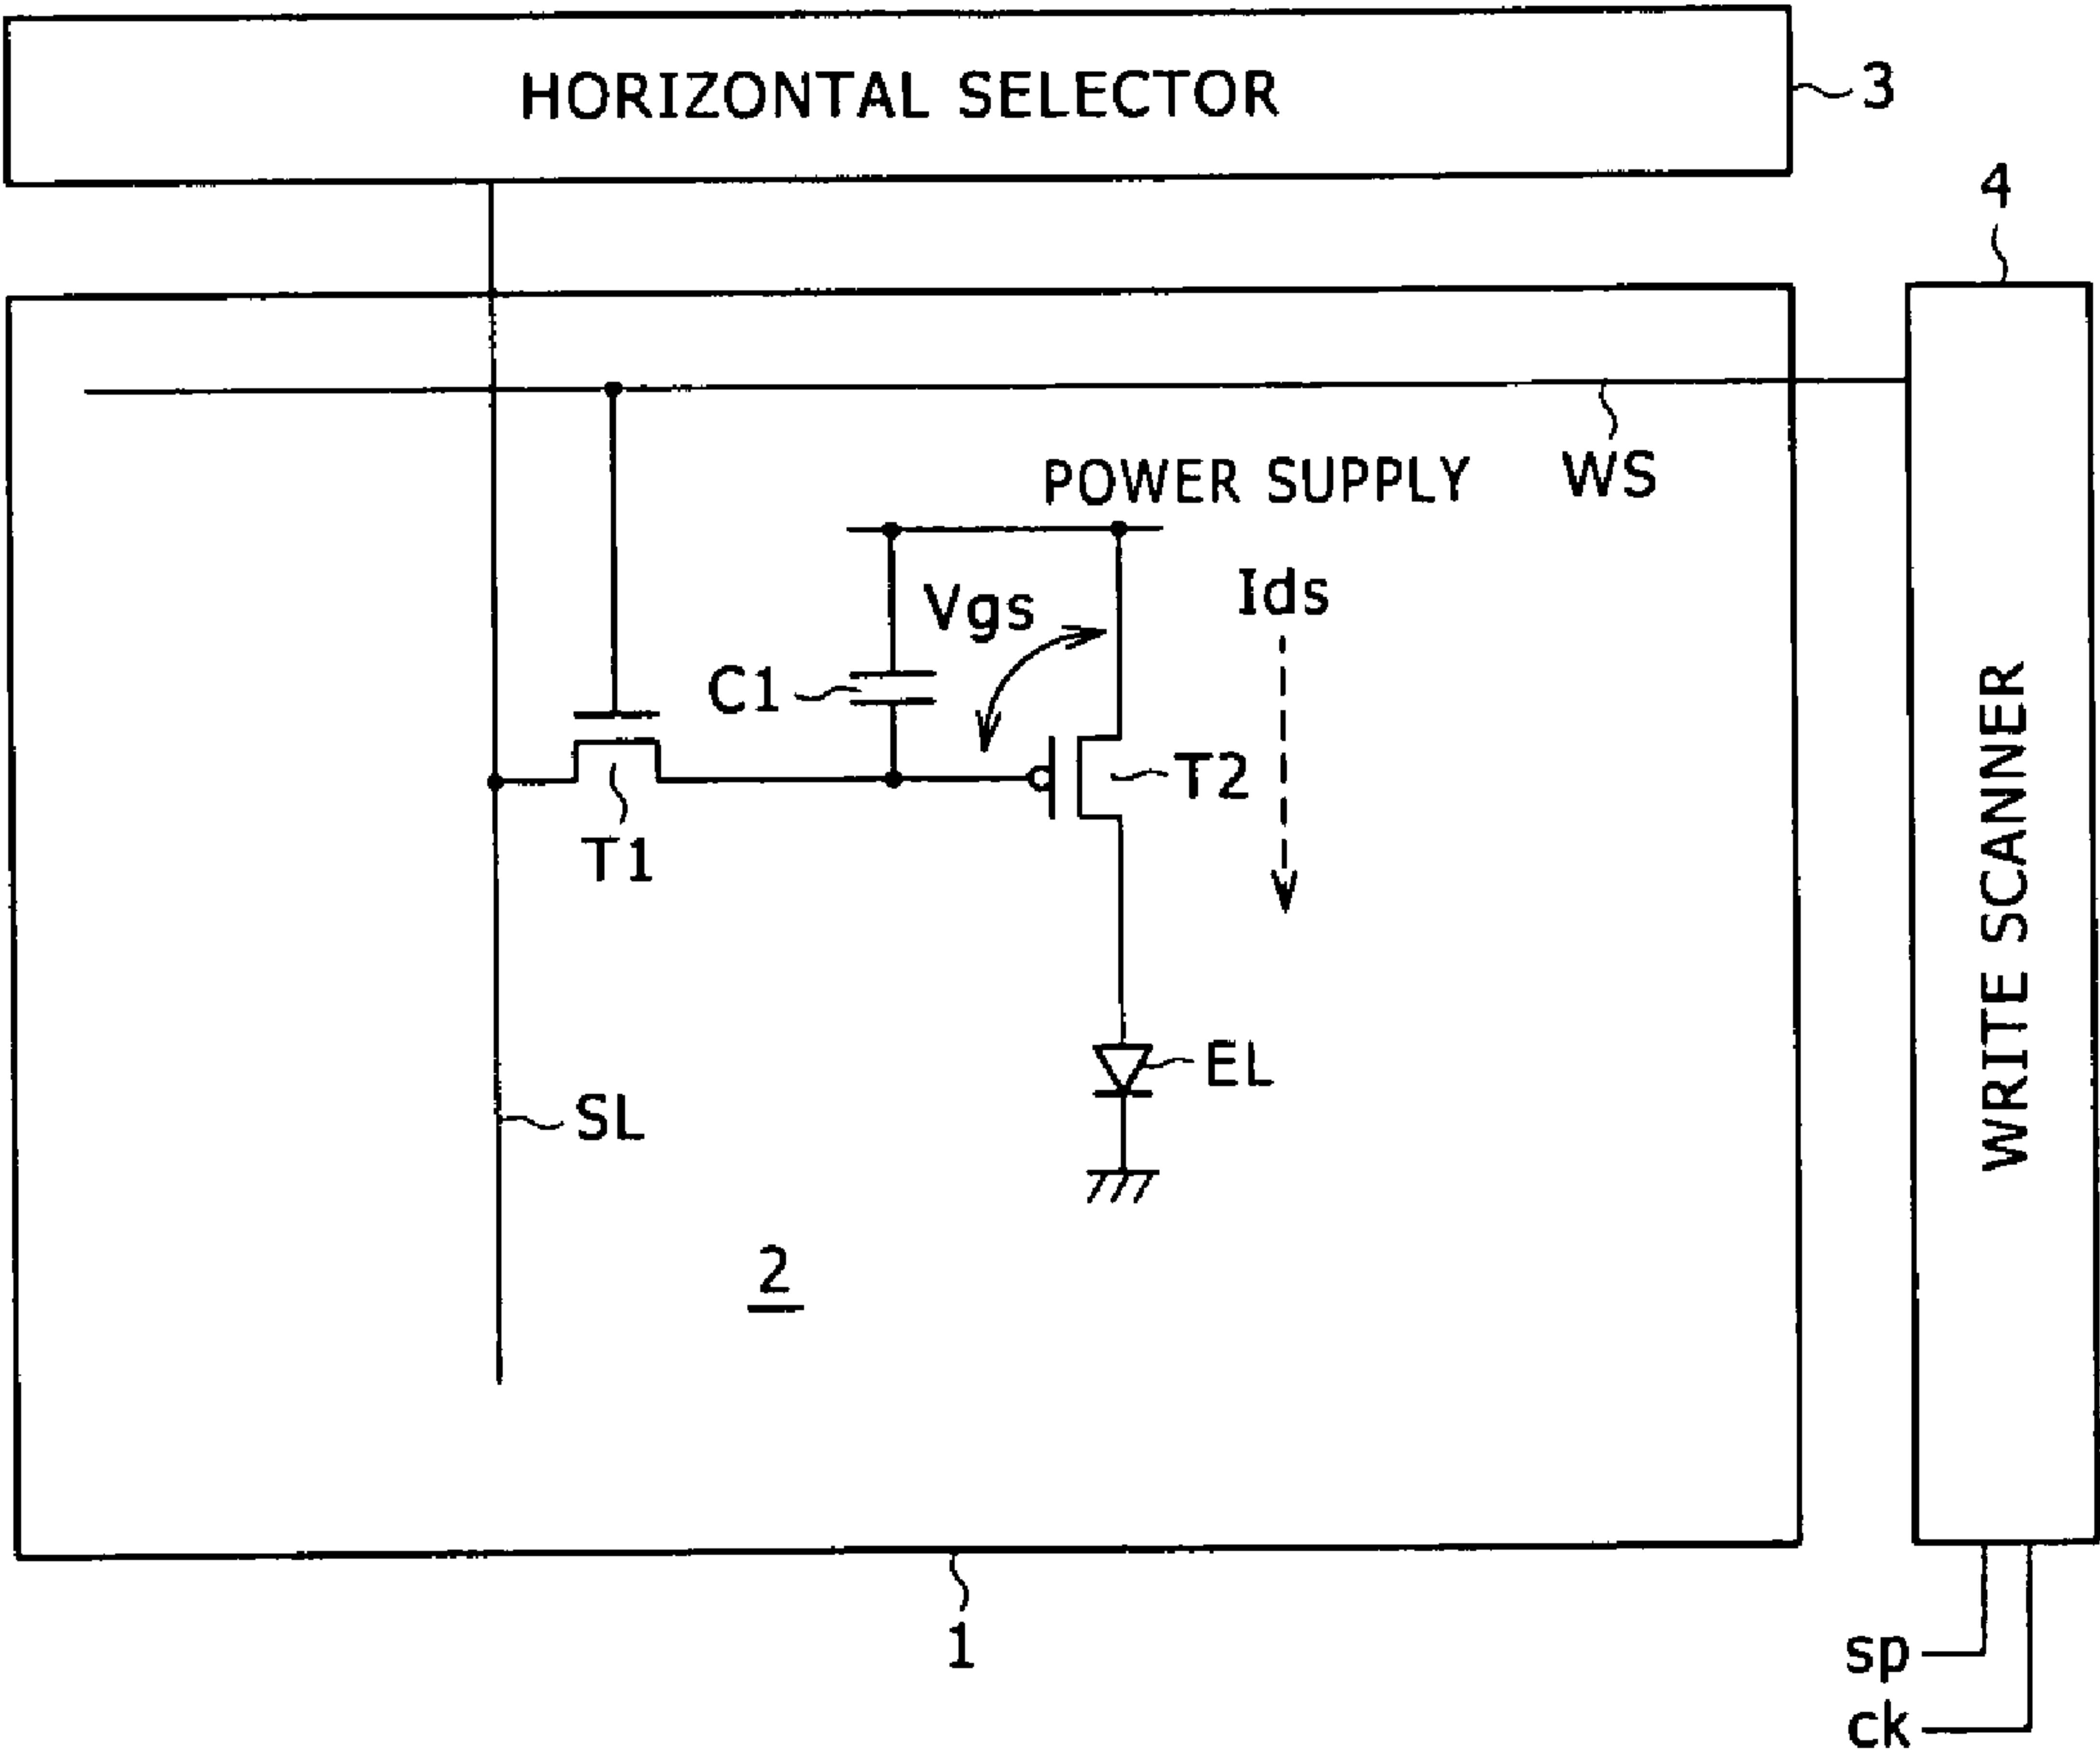 HORIZONTAL SELECTOR
3
4
WS
POWER SUPPLY
Vgs
Ids
C1
T2
T1
WRITE SCANNER
EL
SL
2
1
sp
ck